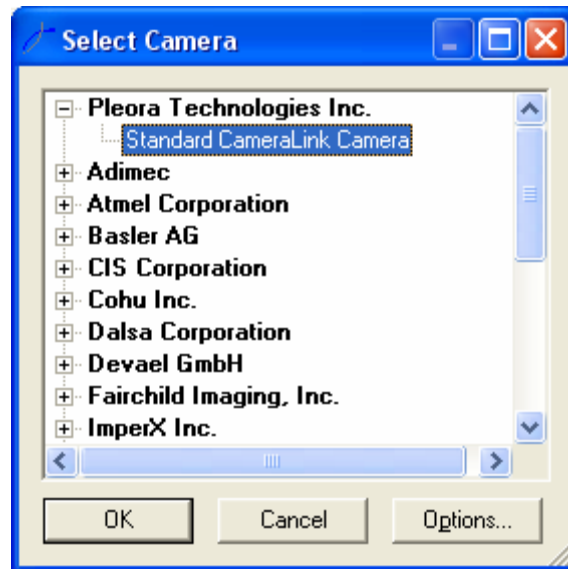 Select Camera
Pleora Technologies Inc.
Standard CameraLink Camera
Adimec
Atmel Corporation
Basler AG
CIS Corporation
Cohu Inc.
Dalsa Corporation
Devael GmbH
Fairchild Imaging, Inc.
ImperX Inc.
OK Cancel Options...